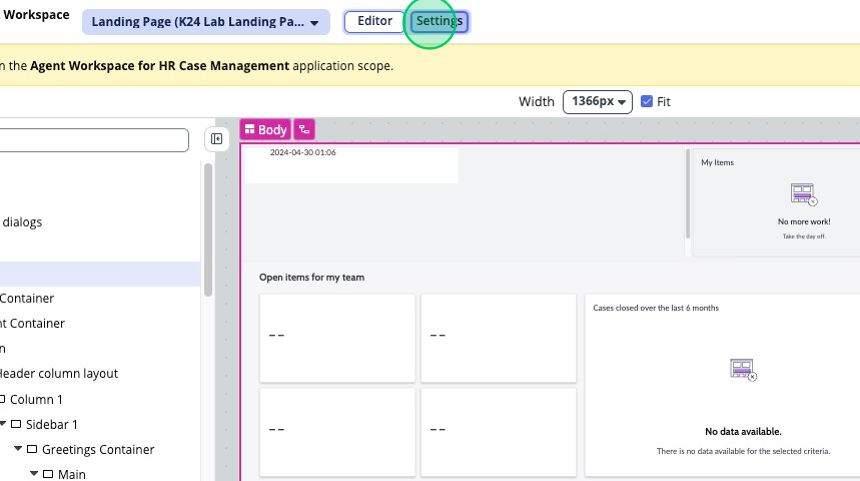 Workspace
Landing Page (K24 Lab Landing Pa...
Editor
Settings
n the Agent Workspace for HR Case Management application scope.
Width
1366px
Fit
Body
2024-04-30 01:06
My Items
No more work!
Take the day off.
dialogs
Container
nt Container
n
Header column layout
Column 1
Sidebar 1
Greetings Container
Main
Open items for my team
--
--
--
--
Cases closed over the last 6 months
No data available.
There is no data available for the selected criteria.